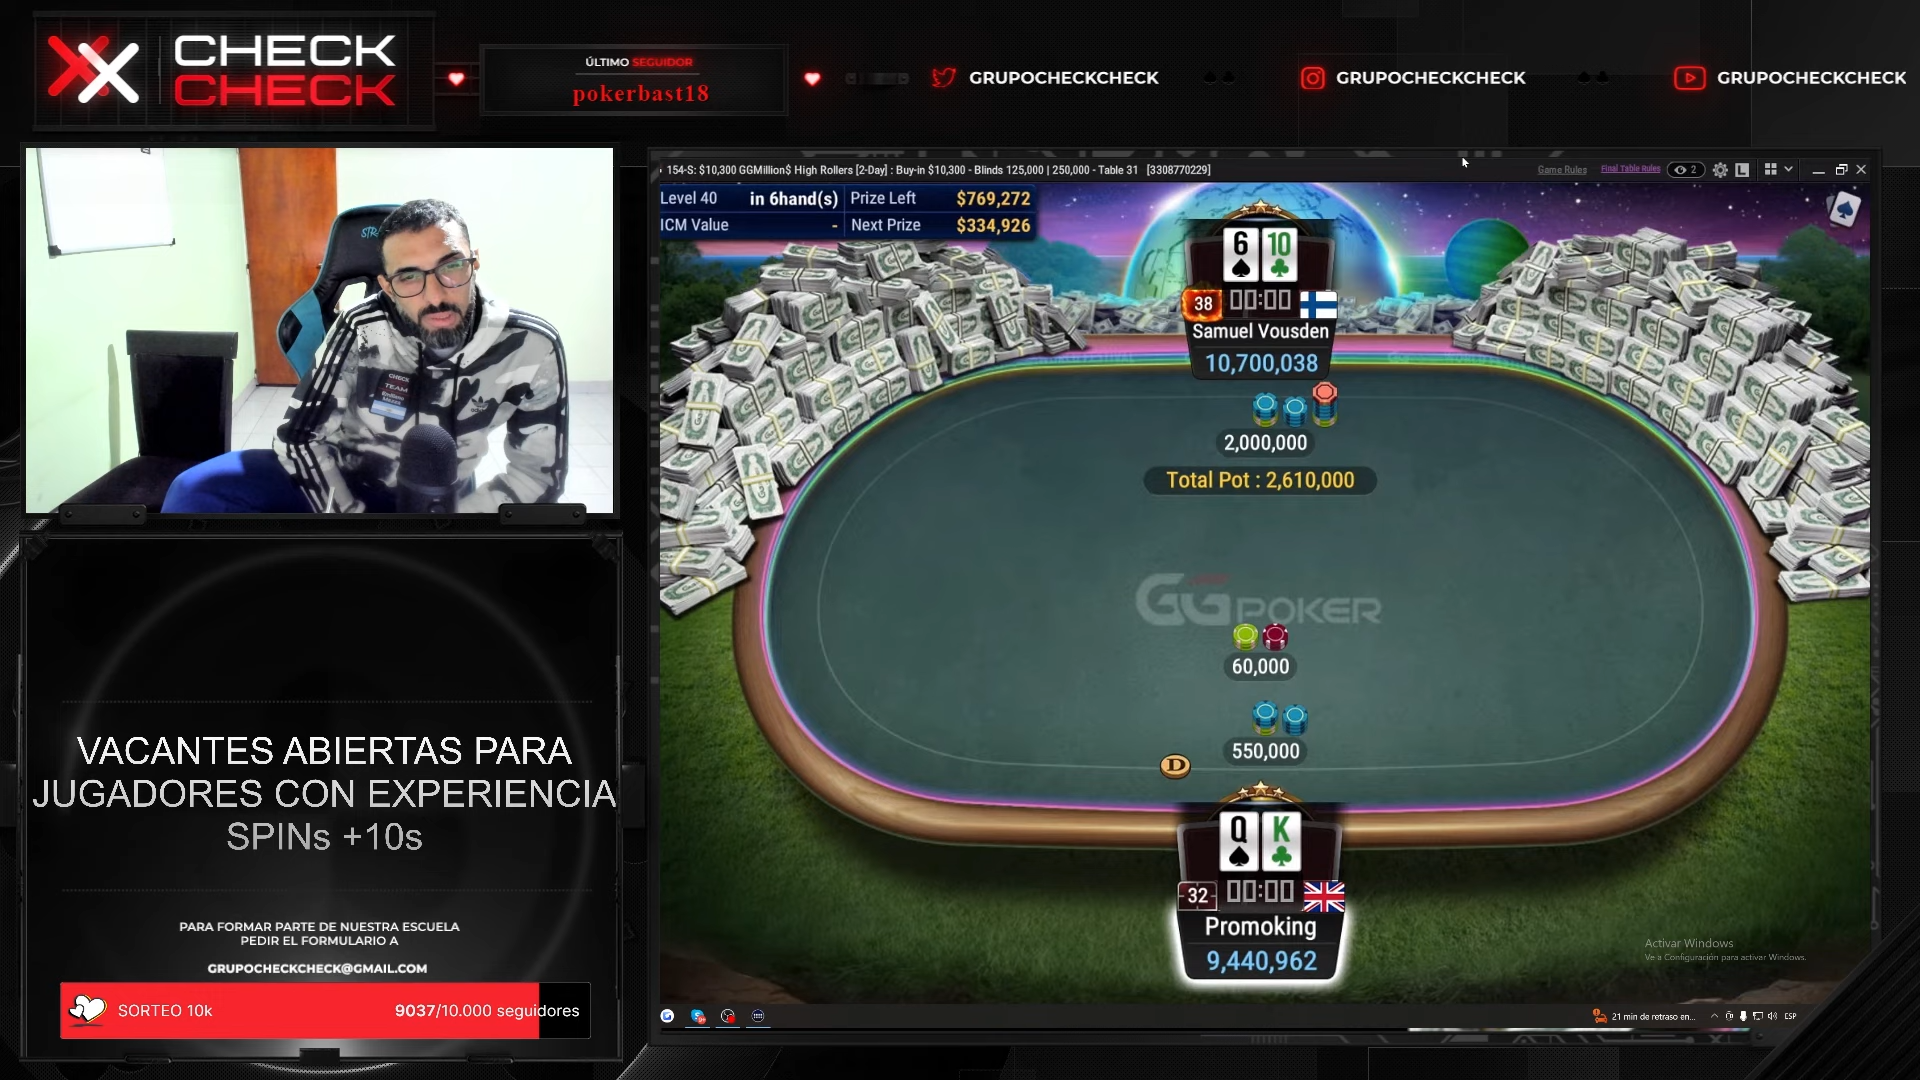 CHECK
CHECK
ÚLTIMO SEGUIDOR
pokerbast18
GRUPOCHECKCHECK
GRUPOCHECKCHECK
GRUPOCHECKCHECK
154-S: $10,300 GGMillion$ High Rollers [2-Day] : Buy-in $10,300 - Blinds 125,000 | 250,000 - Table 31 [3308770229]
Game Rules
Final Table Rules
2
Level 40 in 6hand(s) Prize Left $769,272
ICM Value - Next Prize $334,926
6 10
38 00:00
Samuel Vousden
10,700,038
2,000,000
Total Pot : 2,610,000
GGPOKER
60,000
550,000
D
Q K
32 00:00
Promoking
9,440,962
CHECK
TEAM
VACANTES ABIERTAS PARA
JUGADORES CON EXPERIENCIA
SPINs +10s
PARA FORMAR PARTE DE NUESTRA ESCUELA
PEDIR EL FORMULARIO A
GRUPOCHECKCHECK@GMAIL.COM
SORTEO 10k 9037/10.000 seguidores
Activar Windows
Ve a Configuración para activar Windows.
21 min de retraso en...
ESP